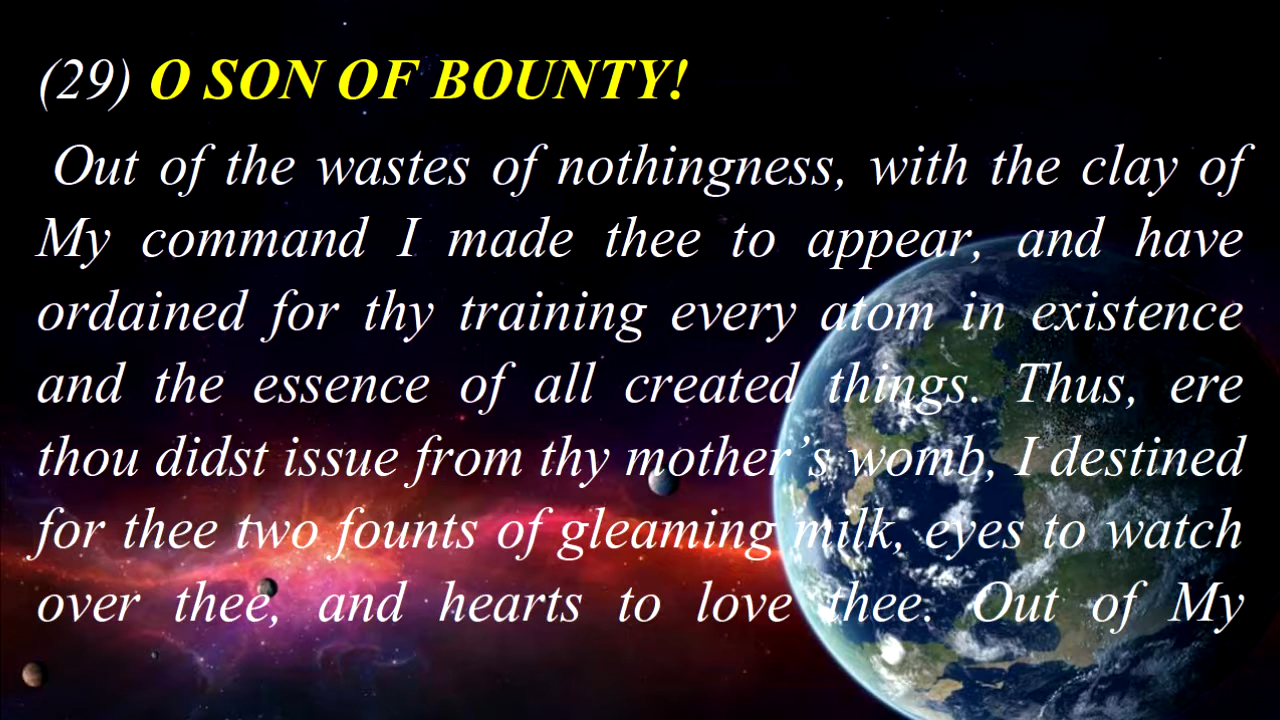 (29) O SON OF BOUNTY!
Out of the wastes of nothingness, with the clay of
My command I made thee to appear, and have
ordained for thy training every atom in existence
and the essence of all created things. Thus, ere
thou didst issue from thy mother’s womb, I destined
for thee two founts of gleaming milk, eyes to watch
over thee, and hearts to love thee. Out of My